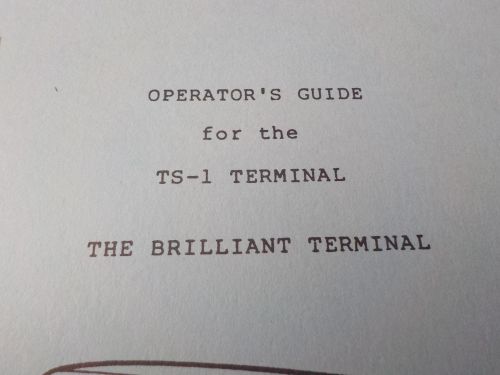 OPERATOR'S GUIDE
for the
TS-1 TERMINAL
THE BRILLIANT TERMINAL